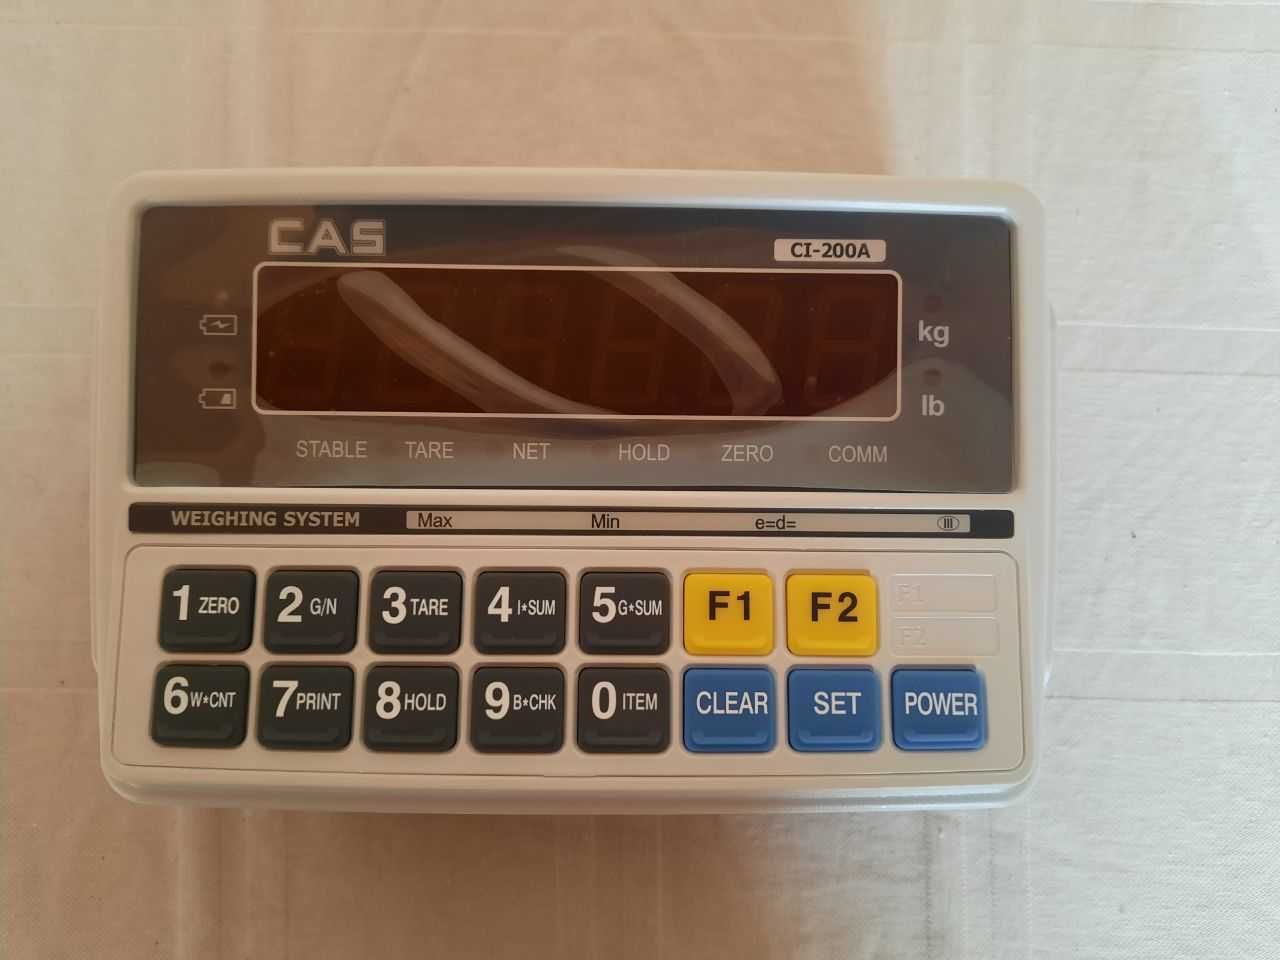 CAS
CI-200A
kg
lb
STABLE TARE NET HOLD ZERO COMM
WEIGHING SYSTEM Max Min e=d= III
1 ZERO 2 G/N 3 TARE 4 I*SUM 5 G*SUM F1 F2 F1
F2
6 W*CNT 7 PRINT 8 HOLD 9 B*CHK 0 ITEM CLEAR SET POWER